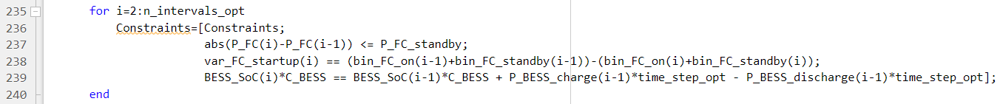 235 for i=2:n_intervals_opt
236 Constraints=[Constraints;
237 abs(P_FC(i)-P_FC(i-1)) <= P_FC_standby;
238 var_FC_startup(i) == (bin_FC_on(i-1)+bin_FC_standby(i-1))-(bin_FC_on(i)+bin_FC_standby(i));
239 BESS_SoC(i)*C_BESS == BESS_SoC(i-1)*C_BESS + P_BESS_charge(i-1)*time_step_opt - P_BESS_discharge(i-1)*time_step_opt];
240 end